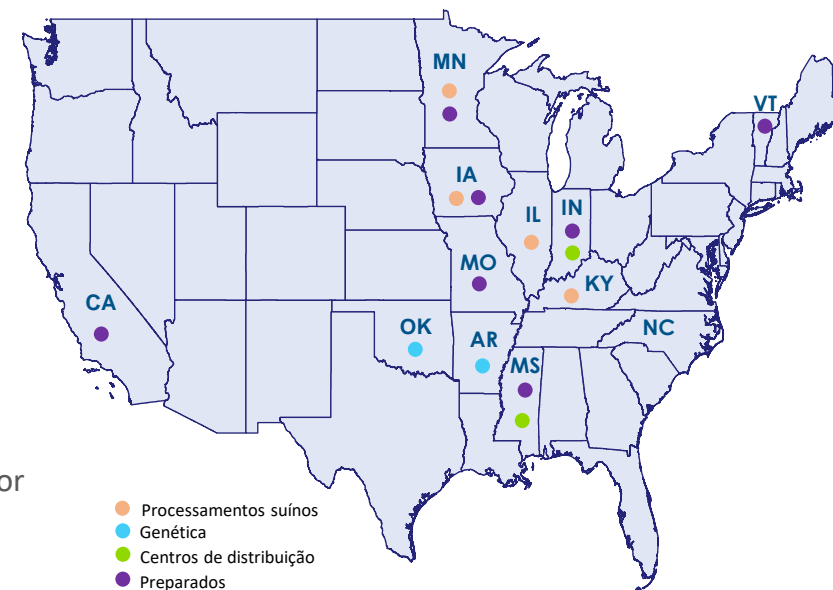 MN
VT
IA
IL
IN
MO
KY
CA
OK
AR
NC
MS
or
Processamentos suínos
Genética
Centros de distribuição
Preparados